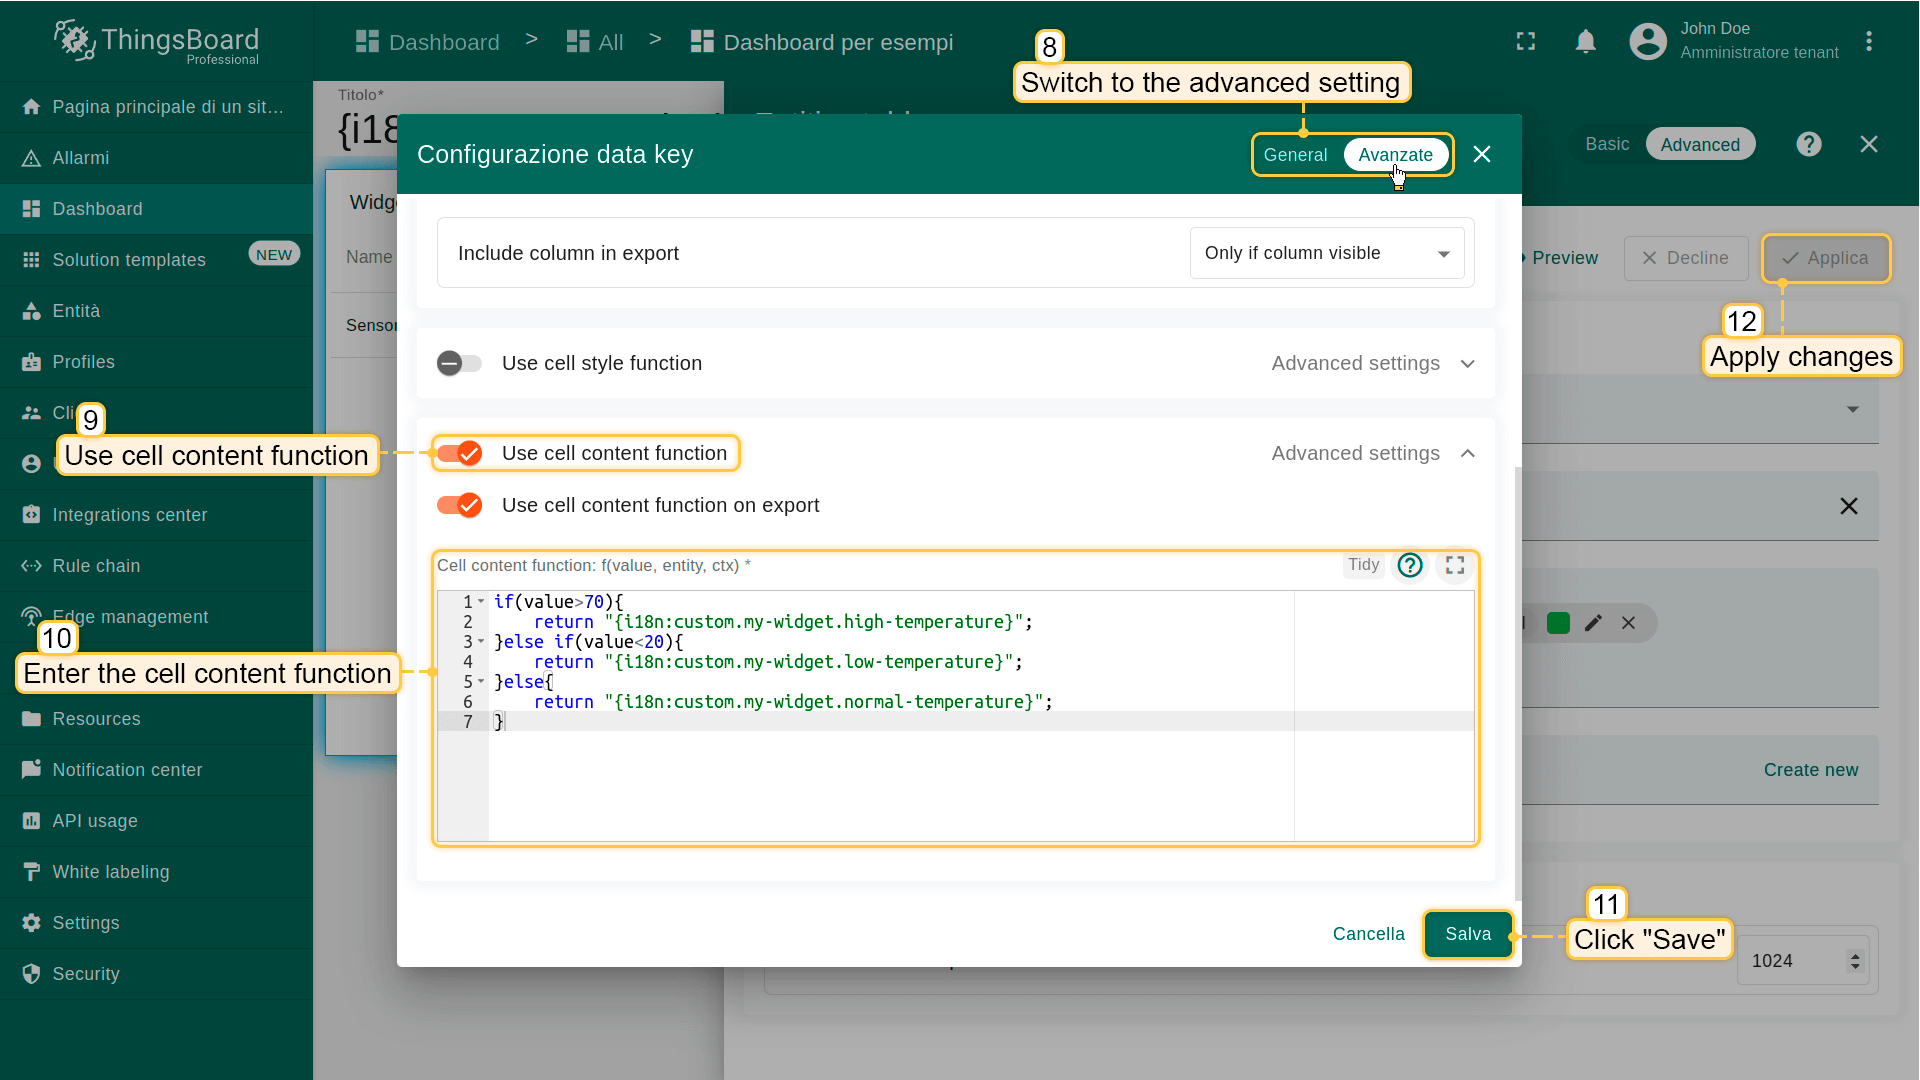 ThingsBoard
Professional
Dashboard > All > Dashboard per esempi
John Doe
Amministratore tenant
8
Switch to the advanced setting
Pagina principale di un sit...
Allarmi
Dashboard
Solution templates NEW
Entità
Profiles
Cli
9
Use cell content function
Integrations center
Rule chain
Edge management
10
Enter the cell content function
Resources
Notification center
API usage
White labeling
Settings
Security
Titolo*
{i18
Widg
Name
Sensor
Basic Advanced
Preview
Decline
Applica
12
Apply changes
Create new
1024
Configurazione data key
General Avanzate
Include column in export
Only if column visible
Use cell style function
Advanced settings
Use cell content function
Advanced settings
Use cell content function on export
Cell content function: f(value, entity, ctx) *
Tidy
1 if(value>70){
2 return "{i18n:custom.my-widget.high-temperature}";
3 }else if(value<20){
4 return "{i18n:custom.my-widget.low-temperature}";
5 }else{
6 return "{i18n:custom.my-widget.normal-temperature}";
7 }
Cancella
Salva
11
Click "Save"